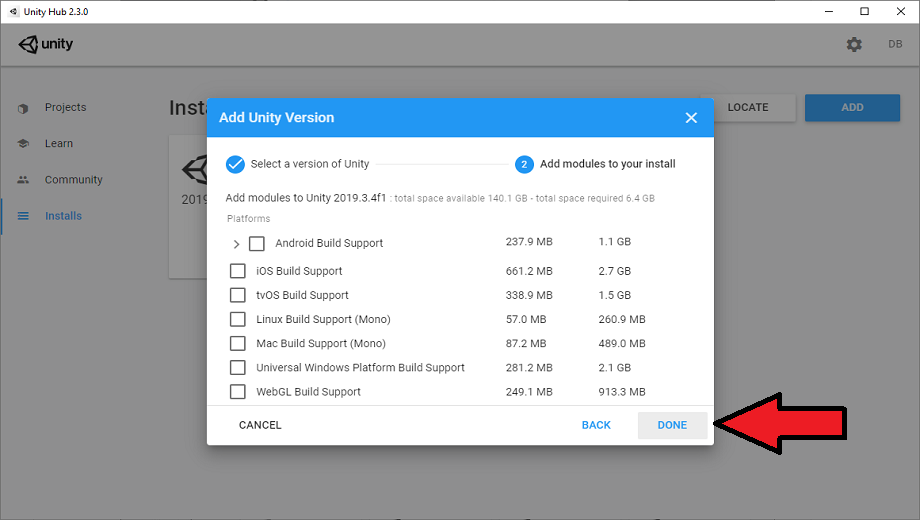 Unity Hub 2.3.0
unity
DB
Projects
Learn
Community
Installs
Insta
LOCATE
ADD
2019
Add Unity Version
Select a version of Unity
2
Add modules to your install
Add modules to Unity 2019.3.4f1 : total space available 140.1 GB - total space required 6.4 GB
Platforms
Android Build Support 237.9 MB 1.1 GB
iOS Build Support 661.2 MB 2.7 GB
tvOS Build Support 338.9 MB 1.5 GB
Linux Build Support (Mono) 57.0 MB 260.9 MB
Mac Build Support (Mono) 87.2 MB 489.0 MB
Universal Windows Platform Build Support 281.2 MB 2.1 GB
WebGL Build Support 249.1 MB 913.3 MB
CANCEL
BACK
DONE